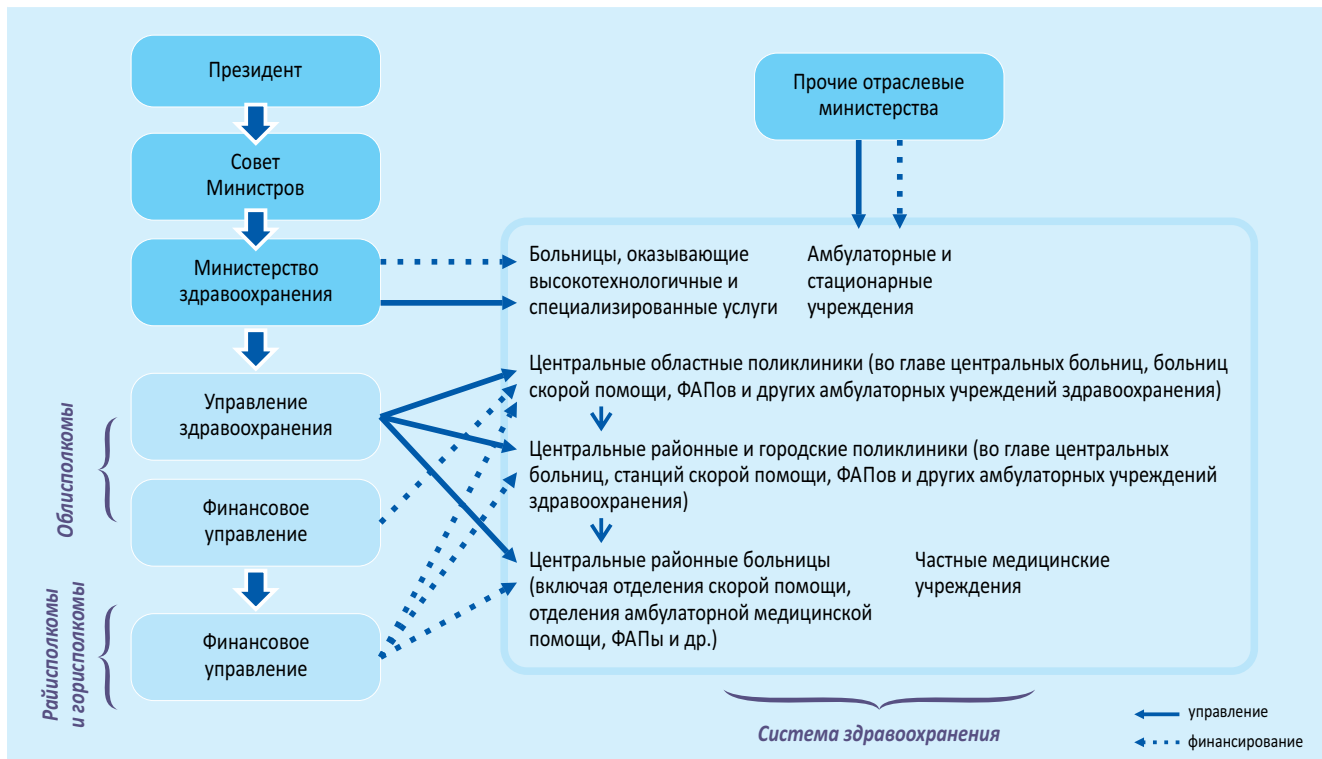 Президент
Совет
Министров
Министерство
здравоохранения
Управление
здравоохранения
Финансовое
управление
Финансовое
управление
Облисполкомы
Райисполкомы
и горисполкомы
Прочие отраслевые
министерства
Больницы, оказывающие
высокотехнологичные и
специализированные услуги
Амбулаторные и
стационарные
учреждения
Центральные областные поликлиники (во главе центральных больниц, больниц
скорой помощи, ФАПов и других амбулаторных учреждений здравоохранения)
Центральные районные и городские поликлиники (во главе центральных
больниц, станций скорой помощи, ФАПов и других амбулаторных учреждений
здравоохранения)
Центральные районные больницы
(включая отделения скорой помощи,
отделения амбулаторной медицинской
помощи, ФАПы и др.)
Частные медицинские
учреждения
Система здравоохранения
управление
финансирование